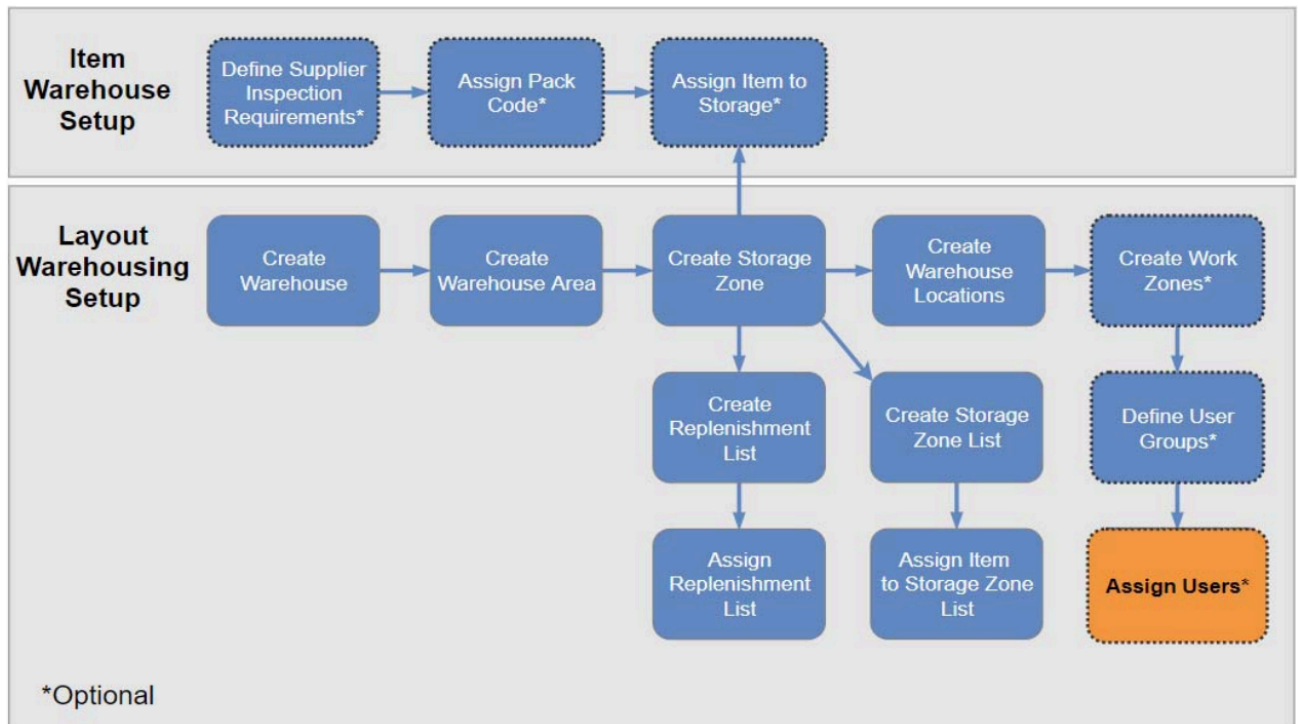 Item
Warehouse
Setup
Define Supplier
Inspection
Requirements*
Assign Pack
Code*
Assign Item to
Storage*
Layout
Warehousing
Setup
Create
Warehouse
Create
Warehouse Area
Create Storage
Zone
Create
Warehouse
Locations
Create Work
Zones*
Create
Replenishment
List
Create Storage
Zone List
Define User
Groups*
Assign
Replenishment
List
Assign Item
to Storage Zone
List
Assign Users*
*Optional